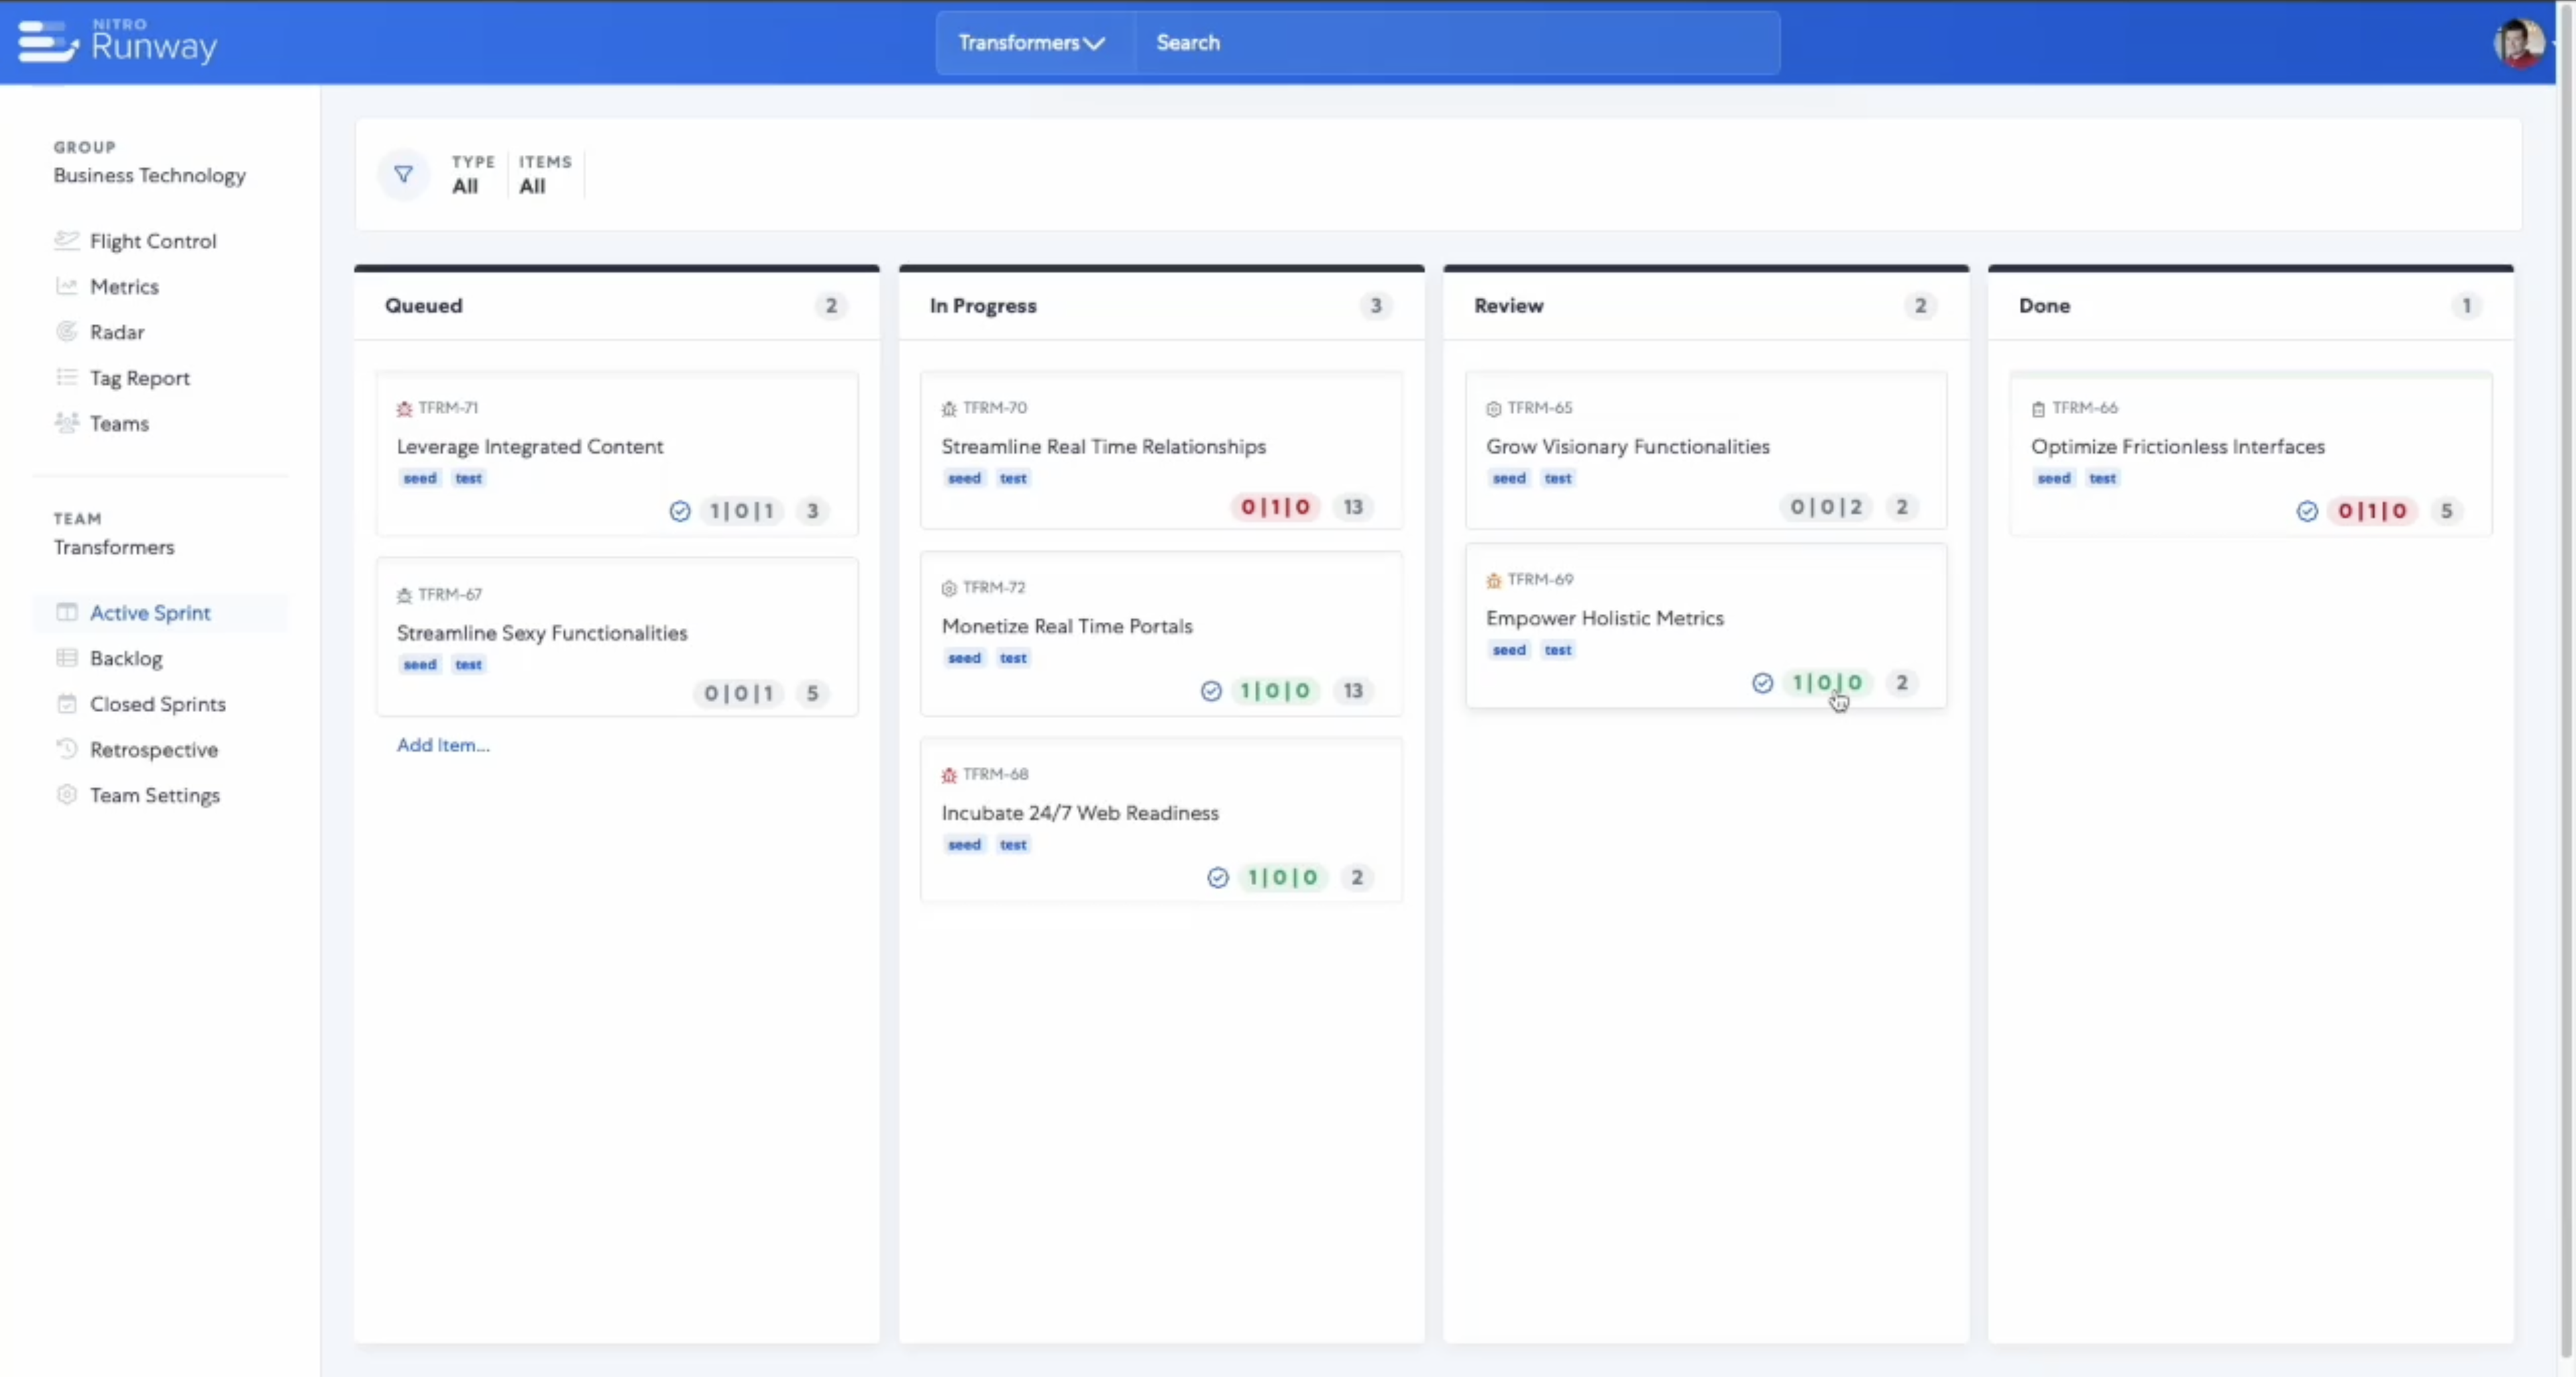 NITRO
Runway
Transformers
Search
GROUP
Business Technology
Flight Control
Metrics
Radar
Tag Report
Teams
TEAM
Transformers
Active Sprint
Backlog
Closed Sprints
Retrospective
Team Settings
TYPE
All
ITEMS
All
Queued 2
TFRM-71
Leverage Integrated Content
seed test
1|0|1 3
TFRM-67
Streamline Sexy Functionalities
seed test
0|0|1 5
Add Item...
In Progress 3
TFRM-70
Streamline Real Time Relationships
seed test
0|1|0 13
TFRM-72
Monetize Real Time Portals
seed test
1|0|0 13
TFRM-68
Incubate 24/7 Web Readiness
seed test
1|0|0 2
Review 2
TFRM-65
Grow Visionary Functionalities
seed test
0|0|2 2
TFRM-69
Empower Holistic Metrics
seed test
1|0|0 2
Done 1
TFRM-66
Optimize Frictionless Interfaces
seed test
0|1|0 5